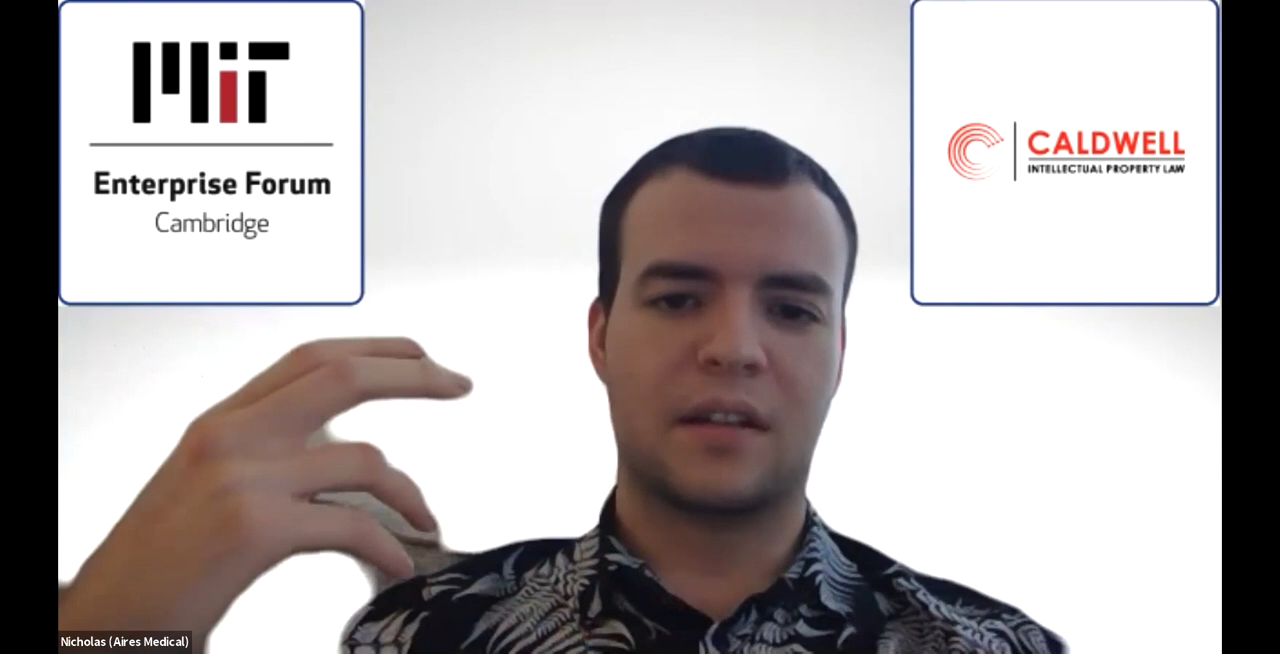 MIT
Enterprise Forum
Cambridge
CALDWELL
INTELLECTUAL PROPERTY LAW
Nicholas (Aires Medical)